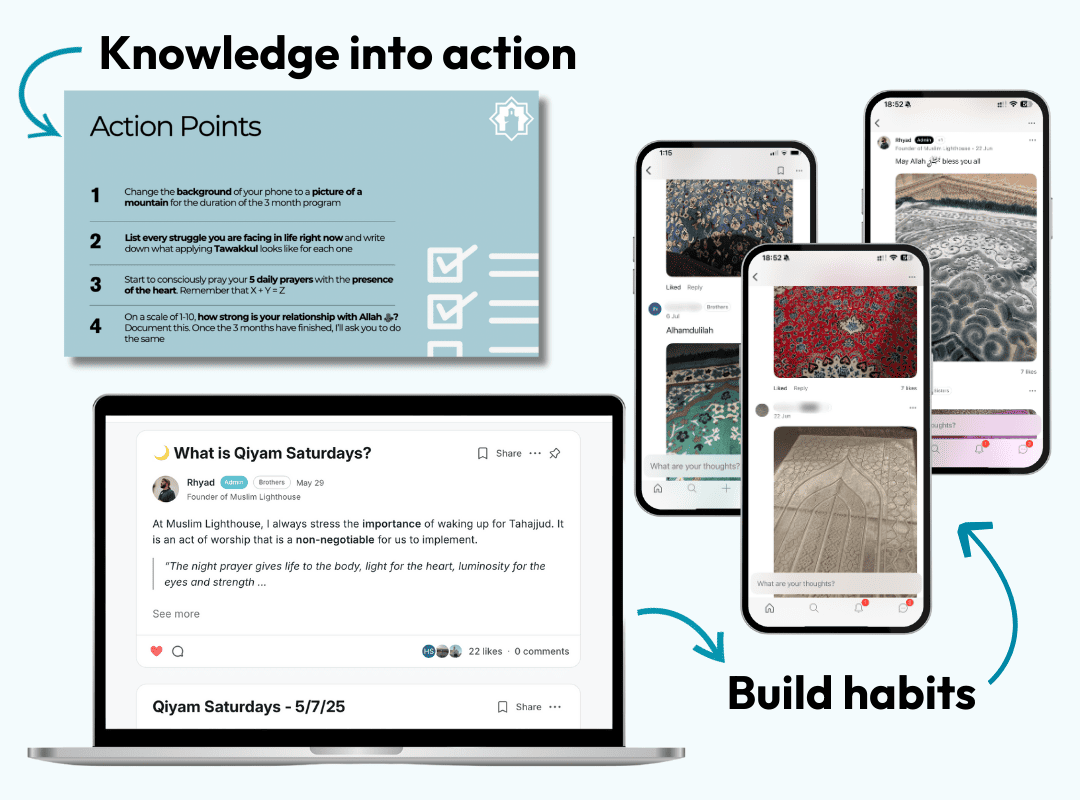 Knowledge into action
Action Points
1
Change the background of your phone to a picture of a
mountain for the duration of the 3 month program
2
List every struggle you are facing in life right now and write
down what applying Tawakkul looks like for each one
3
Start to consciously pray your 5 daily prayers with the presence
of the heart. Remember that X + Y = Z
4
On a scale of 1-10, how strong is your relationship with Allah ﷻ?
Document this. Once the 3 months have finished, I'll ask you to do
the same
🌙 What is Qiyam Saturdays?
Share
Rhyad Admin Brothers May 29
Founder of Muslim Lighthouse
At Muslim Lighthouse, I always stress the importance of waking up for Tahajjud. It
is an act of worship that is a non-negotiable for us to implement.
"The night prayer gives life to the body, light for the heart, luminosity for the
eyes and strength ...
See more
HS 22 likes · 0 comments
Qiyam Saturdays - 5/7/25
Share
1:15
Liked Reply
Brothers
6 Jul
Alhamdulilah
What are your thoughts?
18:52
Liked Reply 7 likes
22 Jun
What are your thoughts?
18:52
Rhyad Admin +1
Founder of Muslim Lighthouse • 22 Jun
May Allah ﷻ bless you all
7 likes
oughts?
Build habits